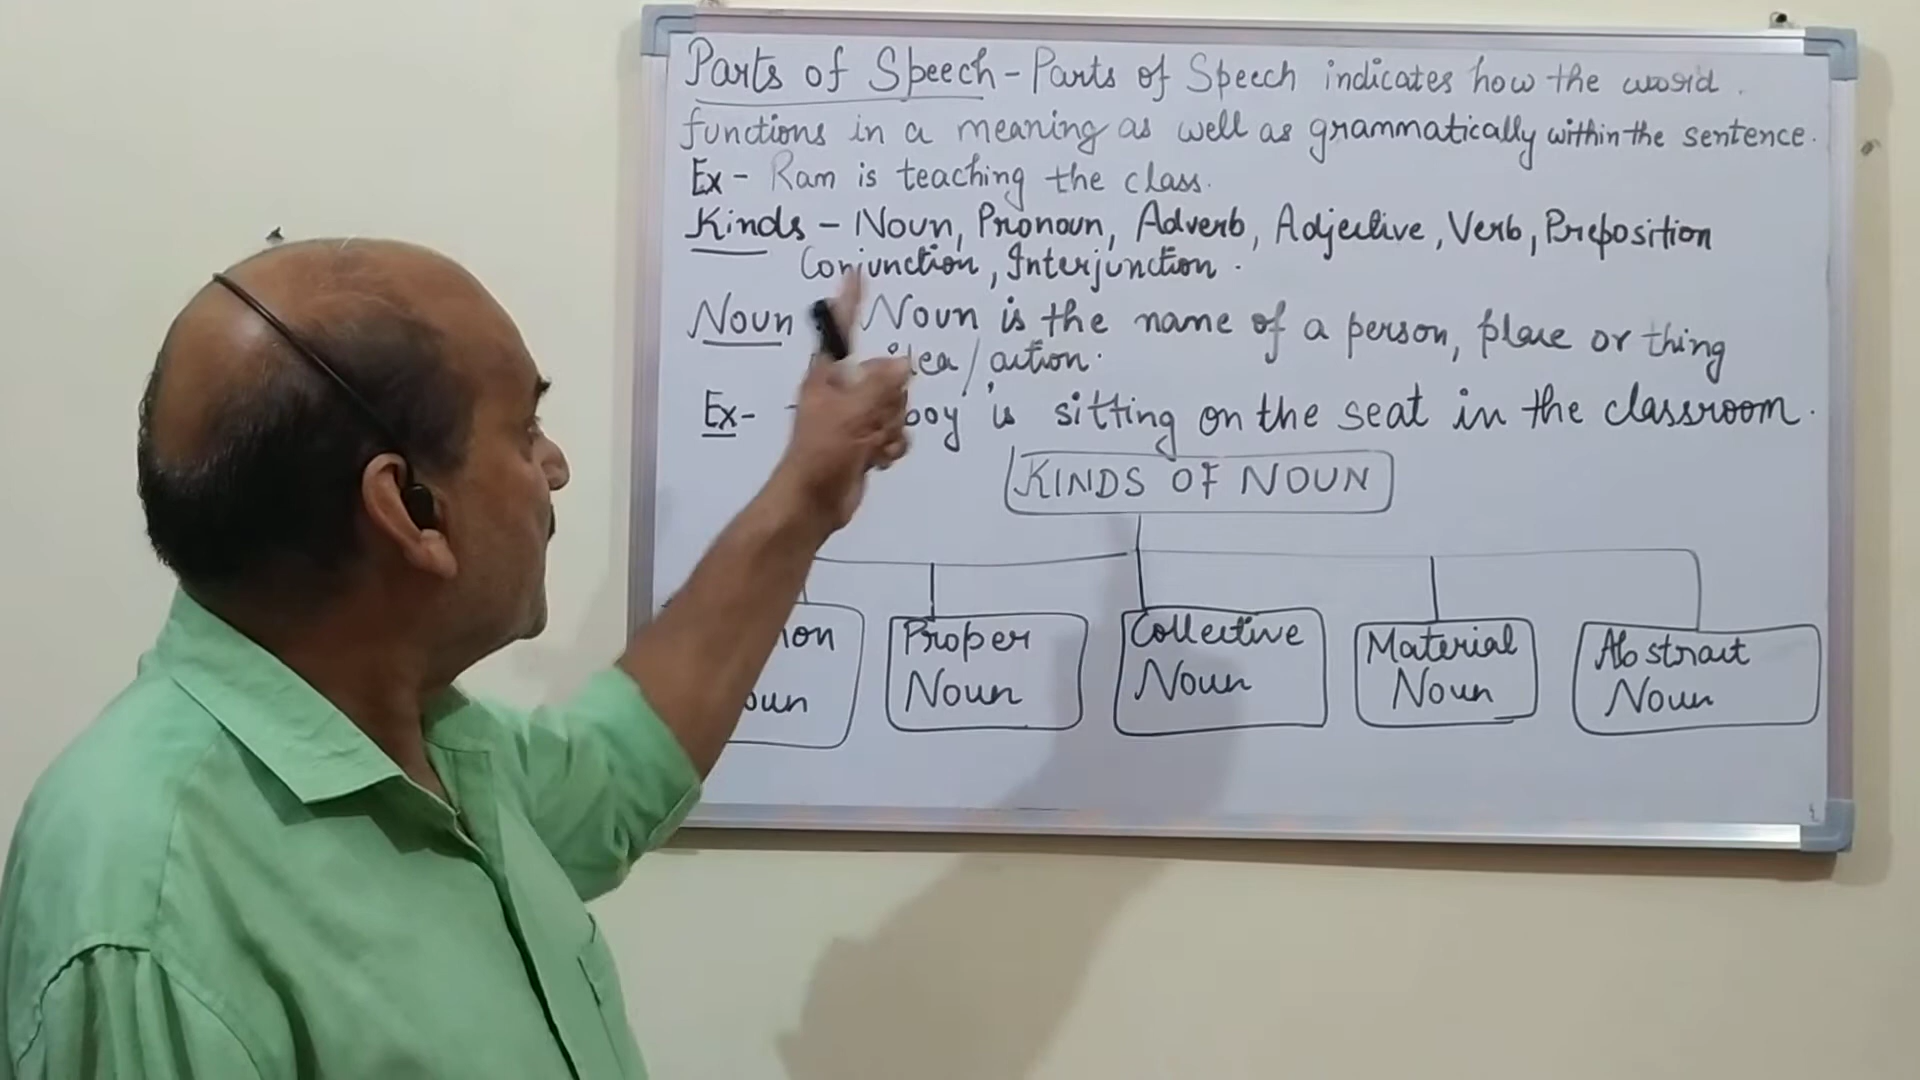 Parts of Speech - Parts of Speech indicates how the word
functions in a meaning as well as grammatically within the sentence.
Ex - Ram is teaching the class.
Kinds - Noun, Pronoun, Adverb, Adjective, Verb, Preposition
Conjunction, Interjunction.
Noun Noun is the name of a person, place or thing
/ action.
Ex - boy is sitting on the seat in the classroom.
KINDS OF NOUN
Proper Noun
Collective Noun
Material Noun
Abstract Noun